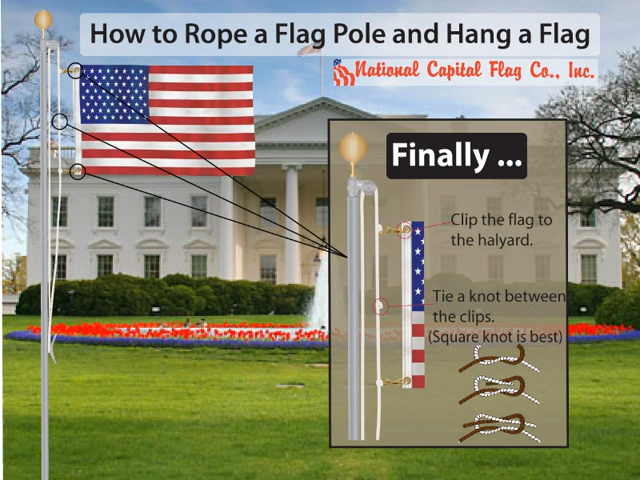 How to Rope a Flag Pole and Hang a Flag
National Capital Flag Co., Inc.
Finally ...
Clip the flag to
the halyard.
Tie a knot between
the clips.
(Square knot is best)